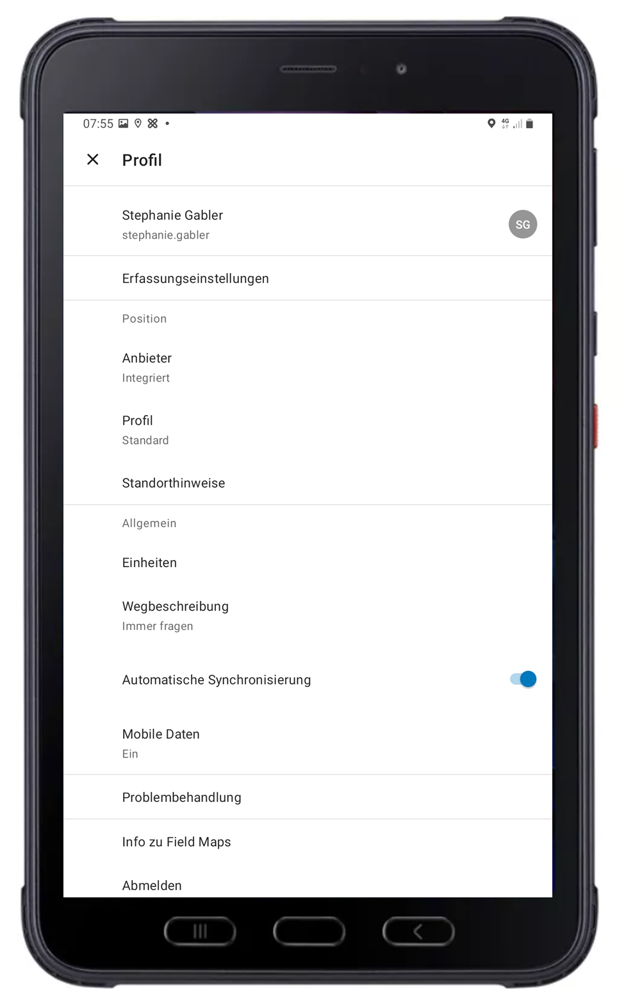 07:55
4G
Profil
Stephanie Gabler
SG
stephanie.gabler
Erfassungseinstellungen
Position
Anbieter
Integriert
Profil
Standard
Standorthinweise
Allgemein
Einheiten
Wegbeschreibung
Immer fragen
Automatische Synchronisierung
Mobile Daten
Ein
Problembehandlung
Info zu Field Maps
Abmelden